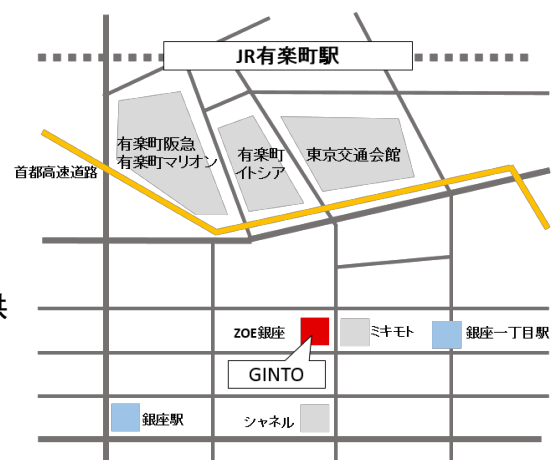 JR有楽町駅
有楽町阪急
有楽町マリオン
有楽町
イトシア
東京交通会館
首都高速道路
供
ZOE銀座
ミキモト
銀座一丁目駅
GINTO
銀座駅
シャネル